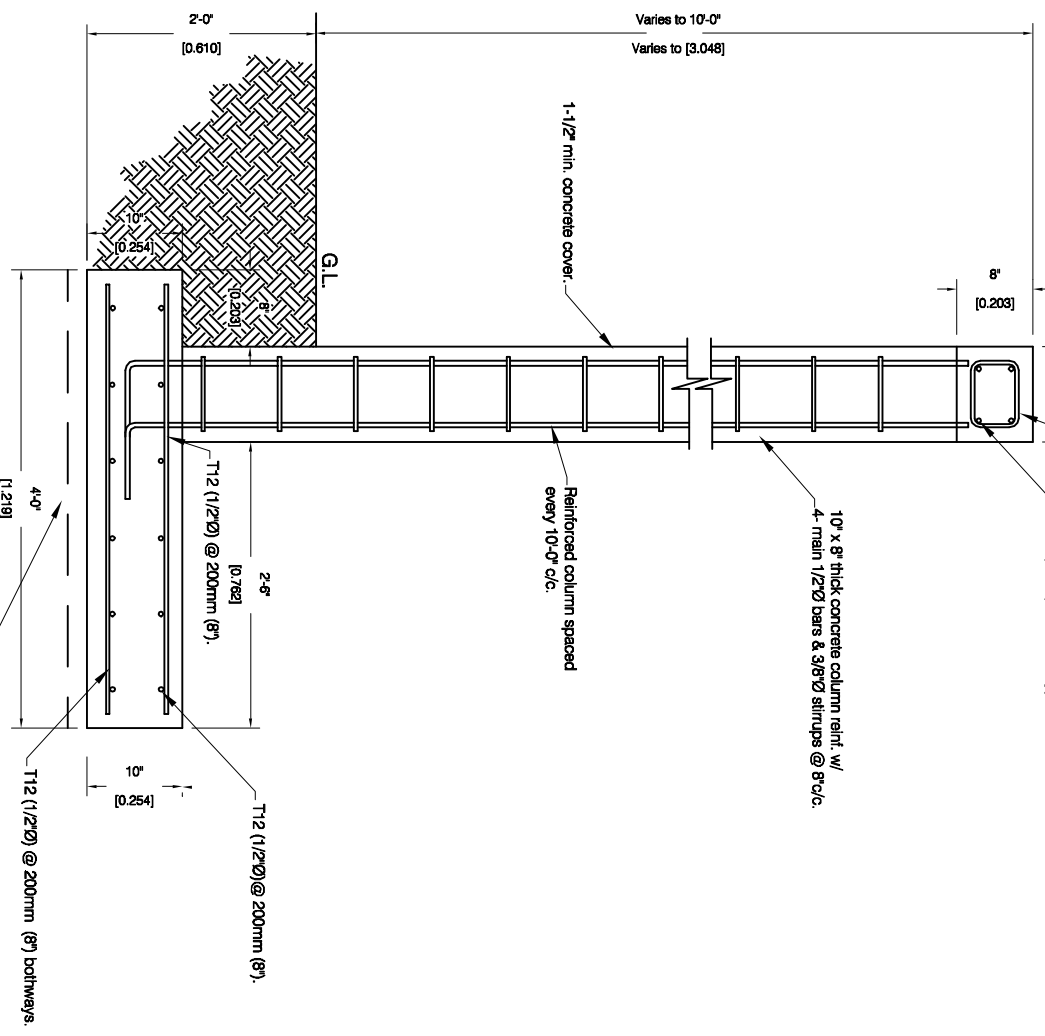 2'-0"
[0.610]
Varies to 10'-0"
Varies to [3.048]
1-1/2" min. concrete cover.
8"
[0.203]
10"
[0.254]
G.L.
8"
[0.203]
10" x 8" thick concrete column reinf. w/
4- main 1/2"Ø bars & 3/8"Ø stirrups @ 8"c/c.
Reinforced column spaced
every 10'-0" c/c.
T12 (1/2"Ø) @ 200mm (8").
2'-6"
[0.762]
4'-0"
[1.219]
10"
[0.254]
T12 (1/2"Ø)@ 200mm (8").
T12 (1/2"Ø) @ 200mm (8") bothways.